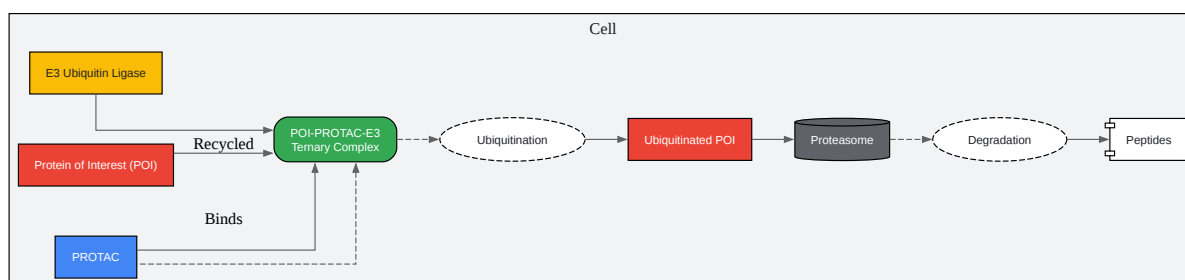 Cell
E3 Ubiquitin Ligase
POI-PROTAC-E3
Ternary Complex
Recycled
Protein of Interest (POI)
Ubiquitination
Ubiquitinated POI
Proteasome
Degradation
Peptides
Binds
PROTAC